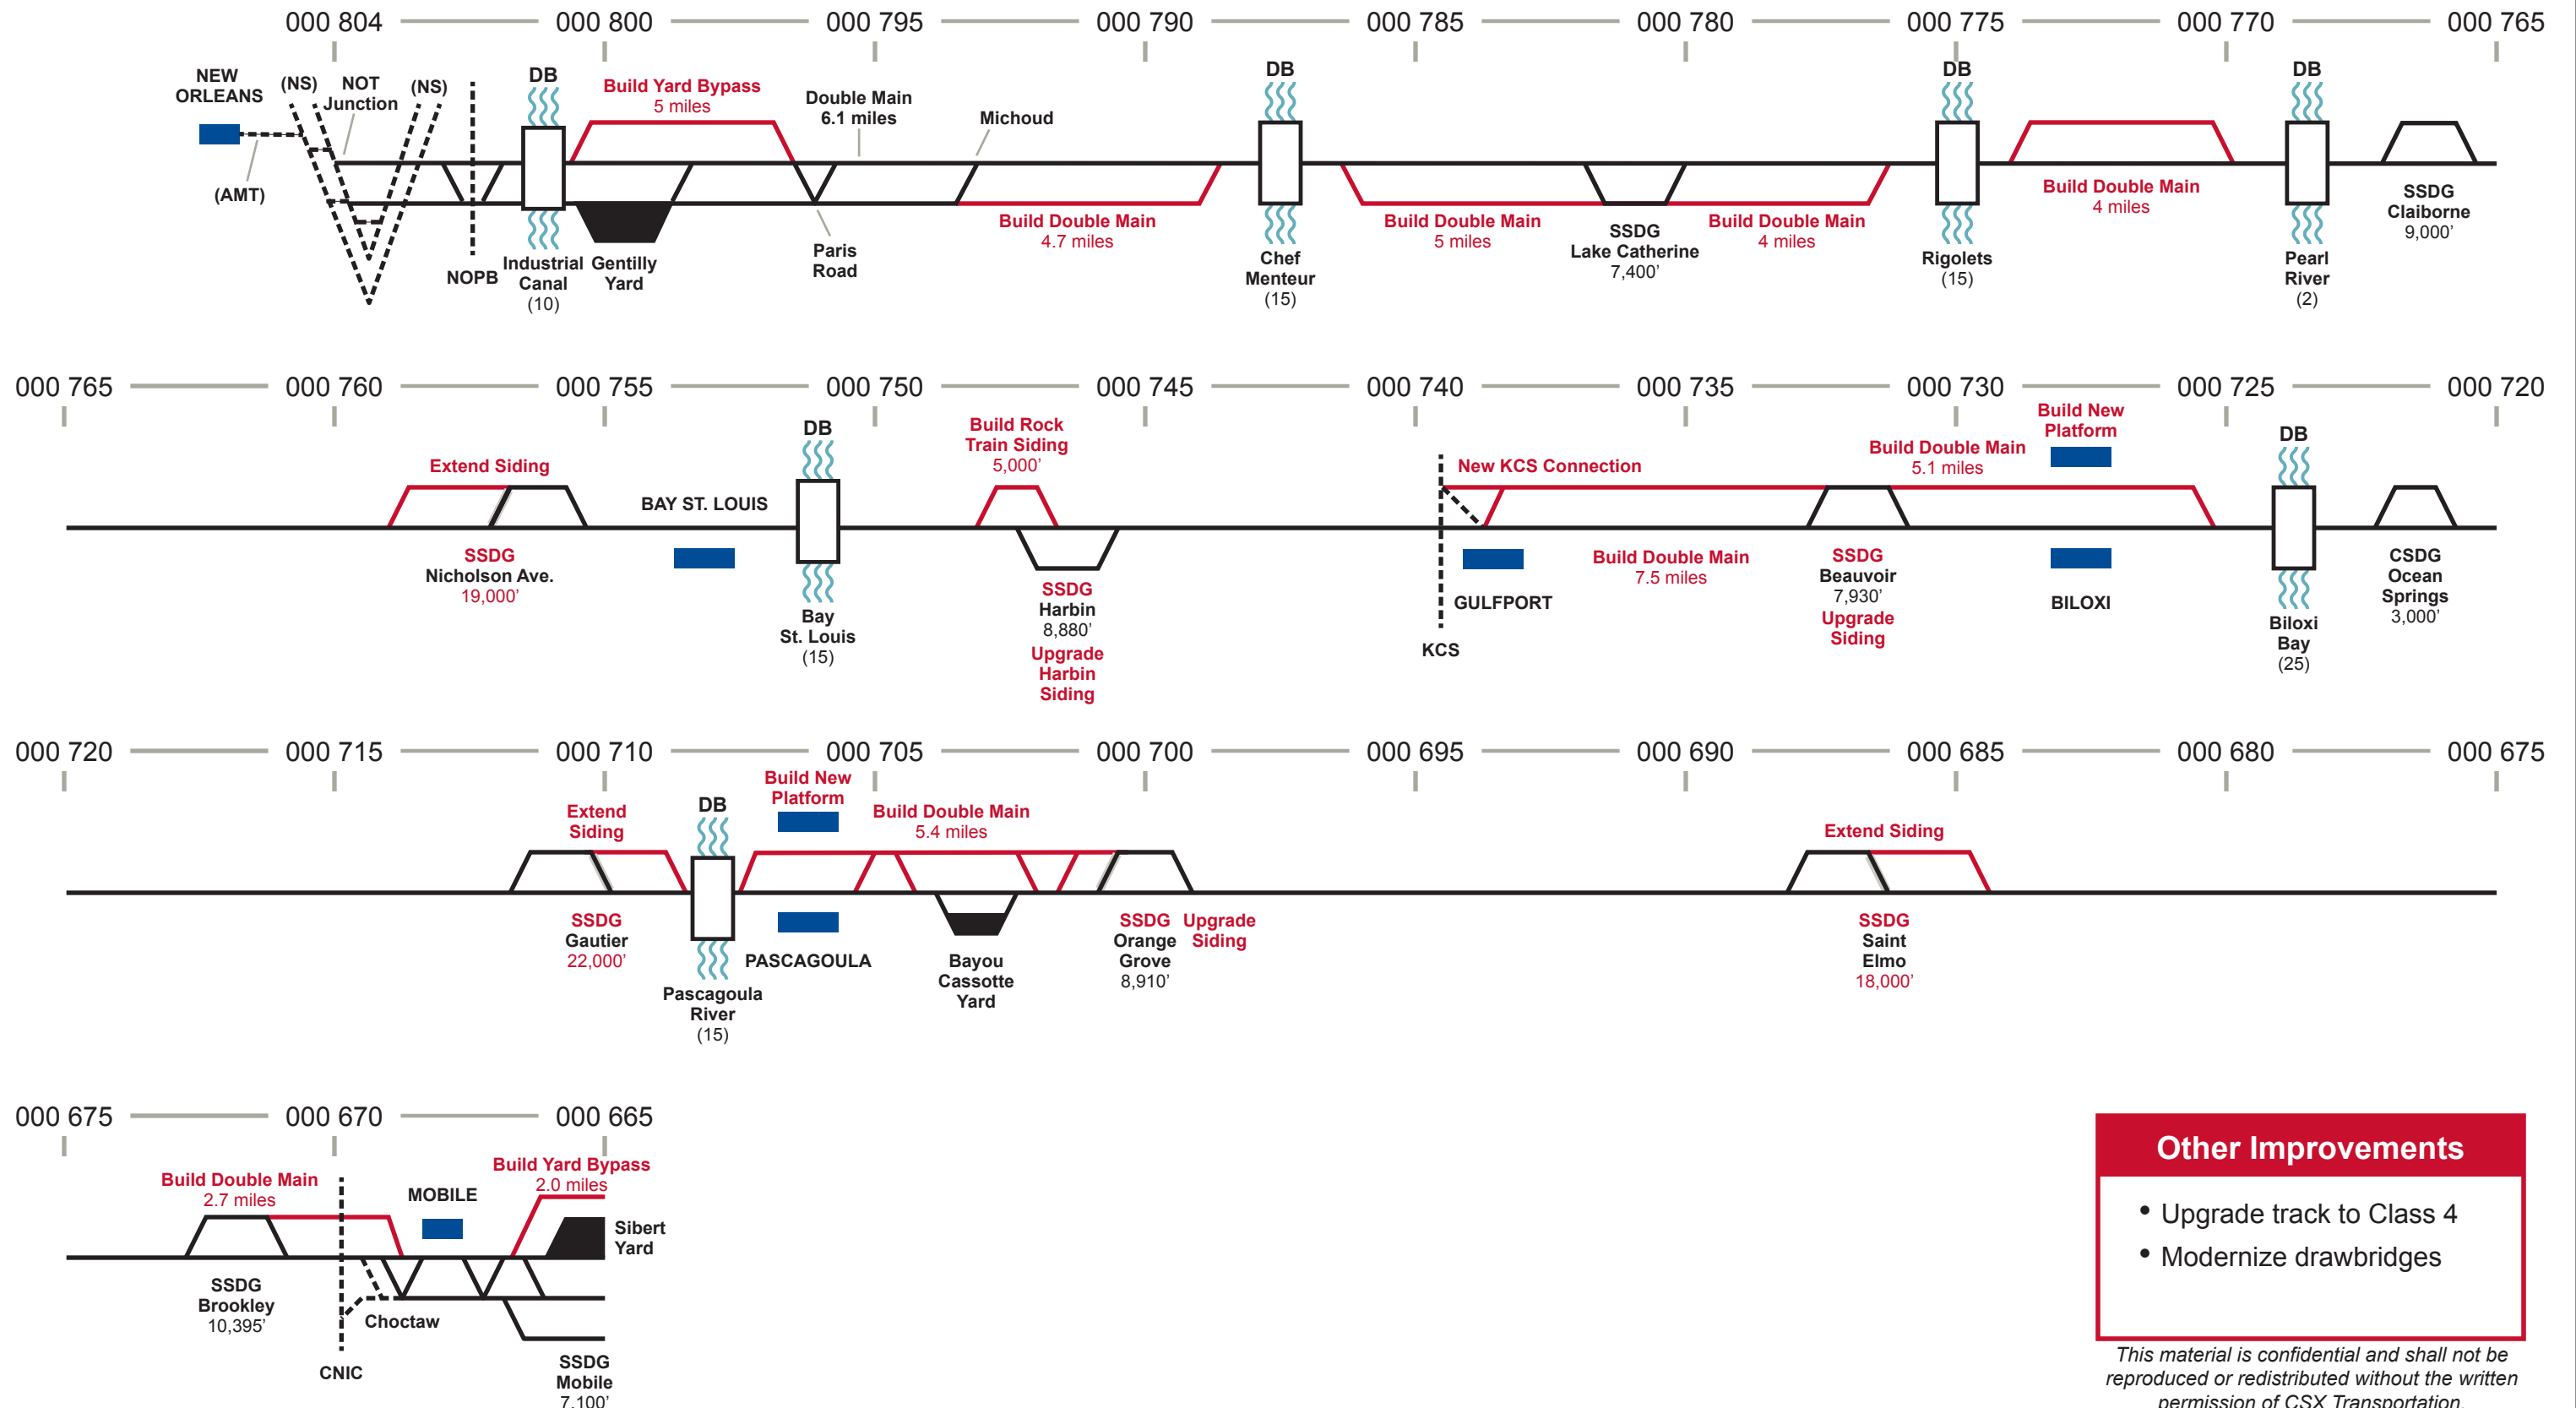 000 804
000 800
000 795
000 790
000 785
000 780
000 775
000 770
000 765
NEW
ORLEANS
(NS)
NOT
Junction
(NS)
DB
Build Yard Bypass
5 miles
Double Main
6.1 miles
Michoud
DB
DB
DB
(AMT)
NOPB
Industrial
Canal
(10)
Gentilly
Yard
Paris
Road
Build Double Main
4.7 miles
Chef
Menteur
(15)
Build Double Main
5 miles
SSDG
Lake Catherine
7,400’
Build Double Main
4 miles
Rigolets
(15)
Build Double Main
4 miles
Pearl
River
(2)
SSDG
Claiborne
9,000’
000 765
000 760
000 755
000 750
000 745
000 740
000 735
000 730
000 725
000 720
Extend Siding
SSDG
Nicholson Ave.
19,000’
BAY ST. LOUIS
DB
Bay
St. Louis
(15)
Build Rock
Train Siding
5,000’
SSDG
Harbin
8,880’
Upgrade
Harbin
Siding
New KCS Connection
KCS
GULFPORT
Build Double Main
7.5 miles
SSDG
Beauvoir
7,930’
Upgrade
Siding
Build Double Main
5.1 miles
Build New
Platform
BILOXI
DB
Biloxi
Bay
(25)
CSDG
Ocean
Springs
3,000’
000 720
000 715
000 710
000 705
000 700
000 695
000 690
000 685
000 680
000 675
Extend
Siding
SSDG
Gautier
22,000’
DB
Pascagoula
River
(15)
Build New
Platform
PASCAGOULA
Build Double Main
5.4 miles
Bayou
Cassotte
Yard
SSDG
Orange
Grove
8,910’
Upgrade
Siding
Extend Siding
SSDG
Saint
Elmo
18,000’
000 675
000 670
000 665
Build Double Main
2.7 miles
SSDG
Brookley
10,395’
CNIC
Choctaw
MOBILE
Build Yard Bypass
2.0 miles
Sibert
Yard
SSDG
Mobile
7,100’
Other Improvements
• Upgrade track to Class 4
• Modernize drawbridges
This material is confidential and shall not be
reproduced or redistributed without the written
permission of CSX Transportation.